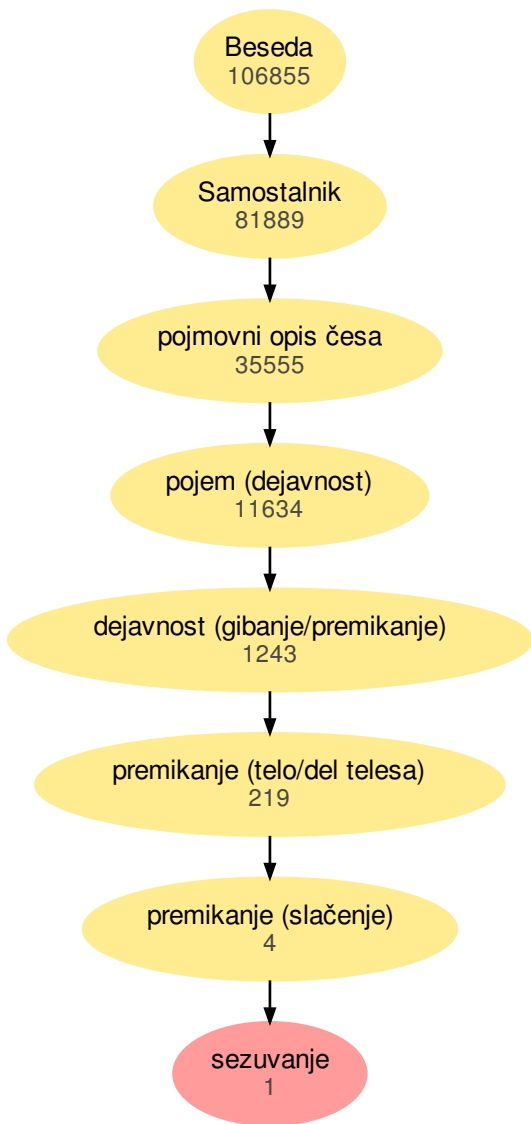 Beseda
106855
Samostalnik
81889
pojmovni opis česa
35555
pojem (dejavnost)
11634
dejavnost (gibanje/premikanje)
1243
premikanje (telo/del telesa)
219
premikanje (slačenje)
4
sezuvanje
1